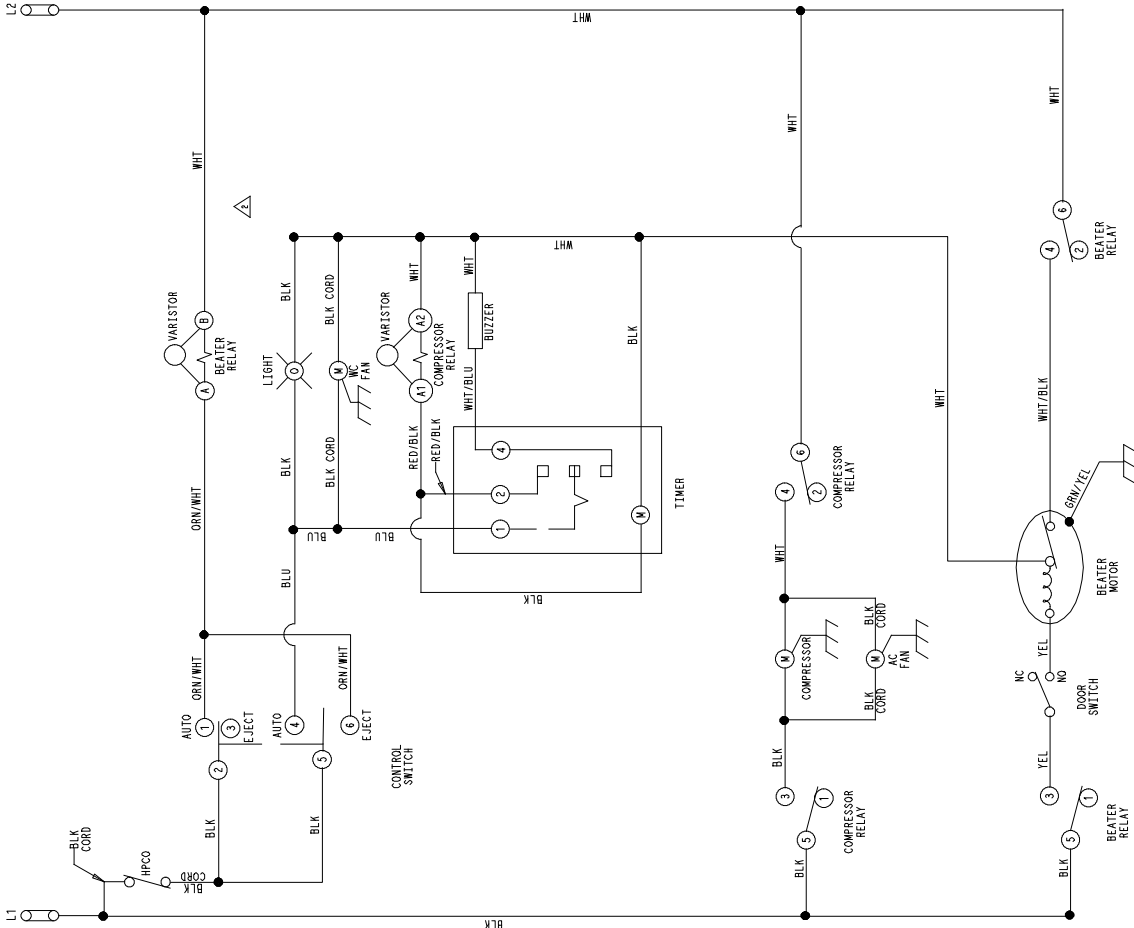 L2
WHT
WHT
WHT
WHT
2
VARISTOR
B
A
BEATER
RELAY
ORN/WHT
ORN/WHT
ORN/WHT
LIGHT
O
BLK
BLK
BLK CORD
BLK CORD
M
WC
FAN
VARISTOR
A2
A1
COMPRESSOR
RELAY
WHT
RED/BLK
RED/BLK
WHT
BUZZER
WHT/BLU
WHT
BLK
4
2
1
M
TIMER
BLU
BLU
BLU
BLK
AUTO
1
3
EJECT
AUTO
4
6
EJECT
2
5
CONTROL
SWITCH
BLK
BLK
BLK
CORD
HPCO
BLK
CORD
L1
BLK
6
4
2
COMPRESSOR
RELAY
WHT
M
COMPRESSOR
M
AC
FAN
BLK
CORD
BLK
CORD
BLK
3
1
5
COMPRESSOR
RELAY
BLK
6
4
2
BEATER
RELAY
WHT
WHT/BLK
GRN/YEL
BEATER
MOTOR
YEL
NC
NO
DOOR
SWITCH
YEL
3
1
5
BEATER
RELAY
BLK